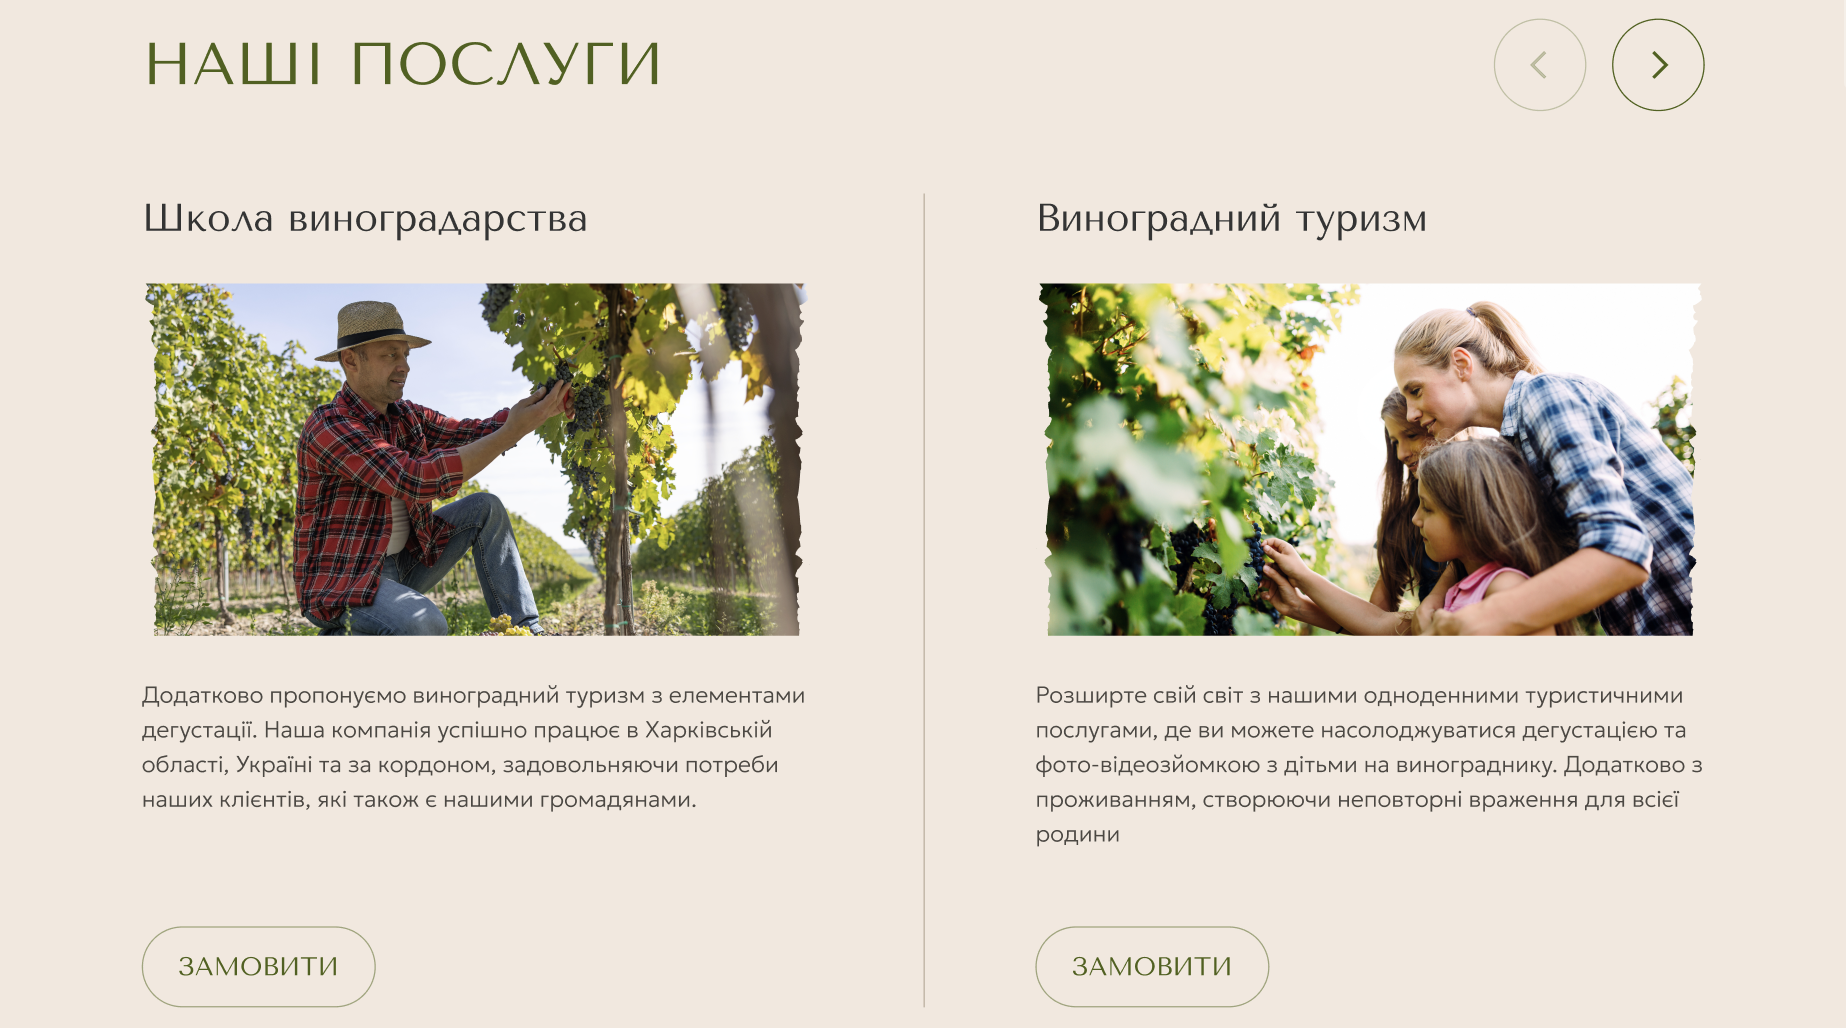 НАШІ ПОСЛУГИ
Школа виноградарства
Додатково пропонуємо виноградний туризм з елементами
дегустації. Наша компанія успішно працює в Харківській
області, Україні та за кордоном, задовольняючи потреби
наших клієнтів, які також є нашими громадянами.
ЗАМОВИТИ
Виноградний туризм
Розширте свій світ з нашими одноденними туристичними
послугами, де ви можете насолоджуватися дегустацією та
фото-відеозйомкою з дітьми на винограднику. Додатково з
проживанням, створюючи неповторні враження для всієї
родини
ЗАМОВИТИ